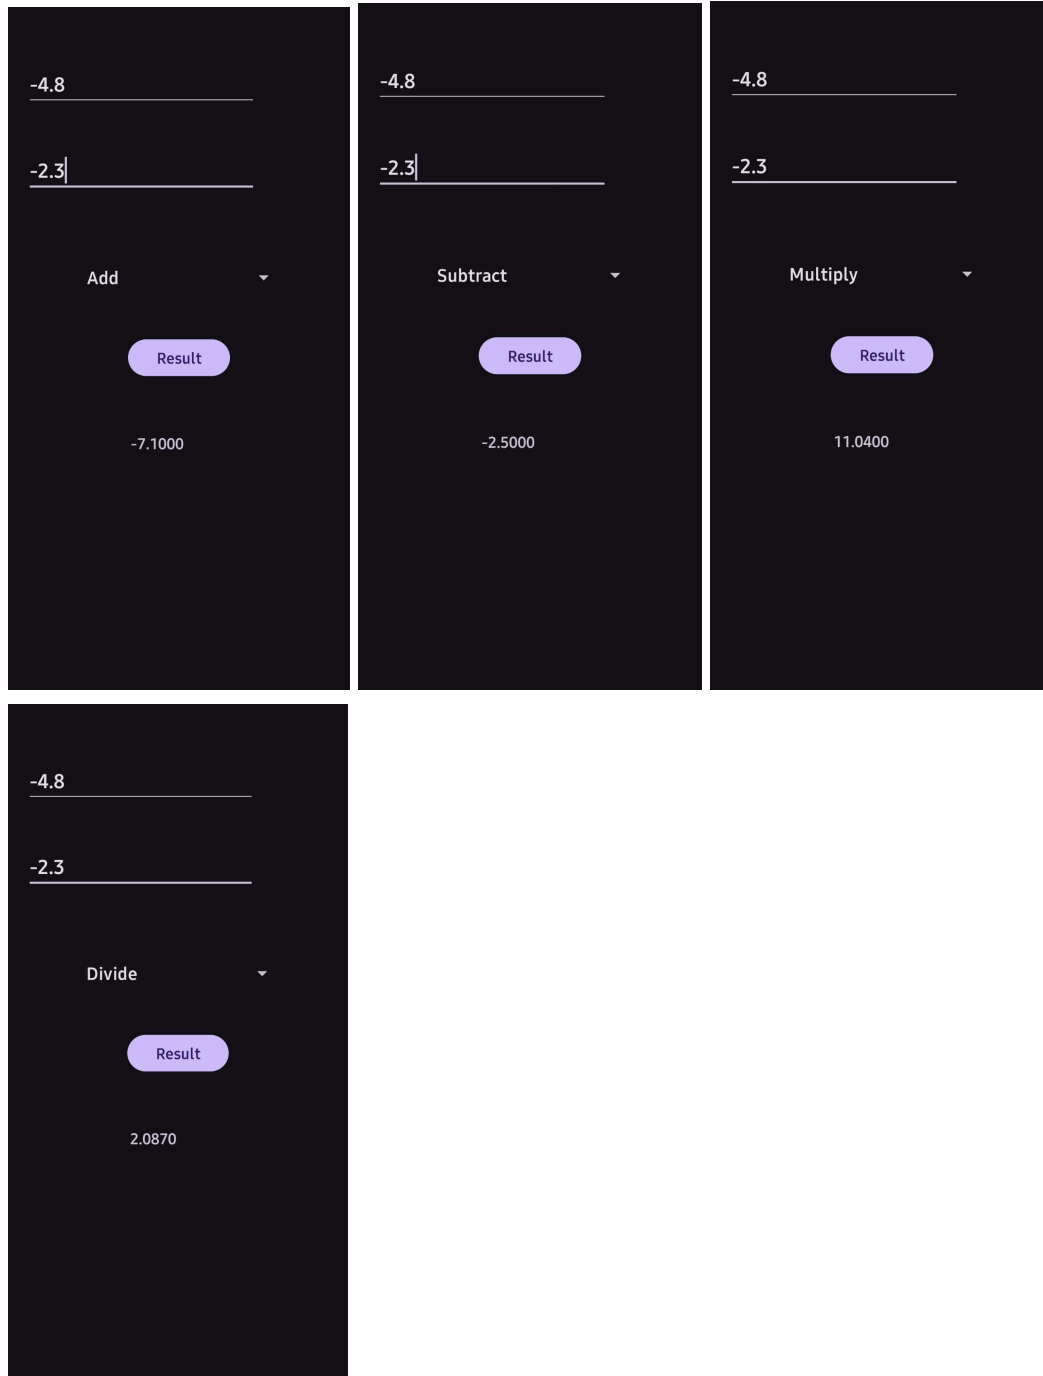 -4.8
-2.3
Add
Result
-7.1000
-4.8
-2.3
Subtract
Result
-2.5000
-4.8
-2.3
Multiply
Result
11.0400
-4.8
-2.3
Divide
Result
2.0870